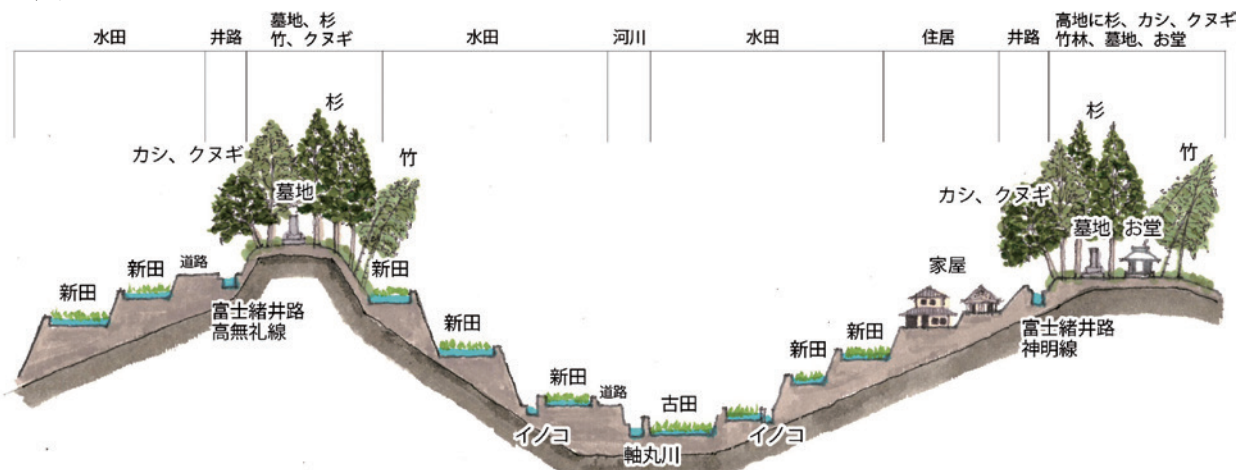 墓地、杉
竹、クヌギ
高地に杉、カシ、クヌギ
竹林、墓地、お堂
水田
井路
水田
河川
水田
住居
井路
杉
カシ、クヌギ
墓地
竹
杉
竹
カシ、クヌギ
墓地
お堂
新田
新田
道路
富士緒井路
高無礼線
新田
新田
新田
道路
イノコ
軸丸川
古田
イノコ
新田
新田
家屋
富士緒井路
神明線